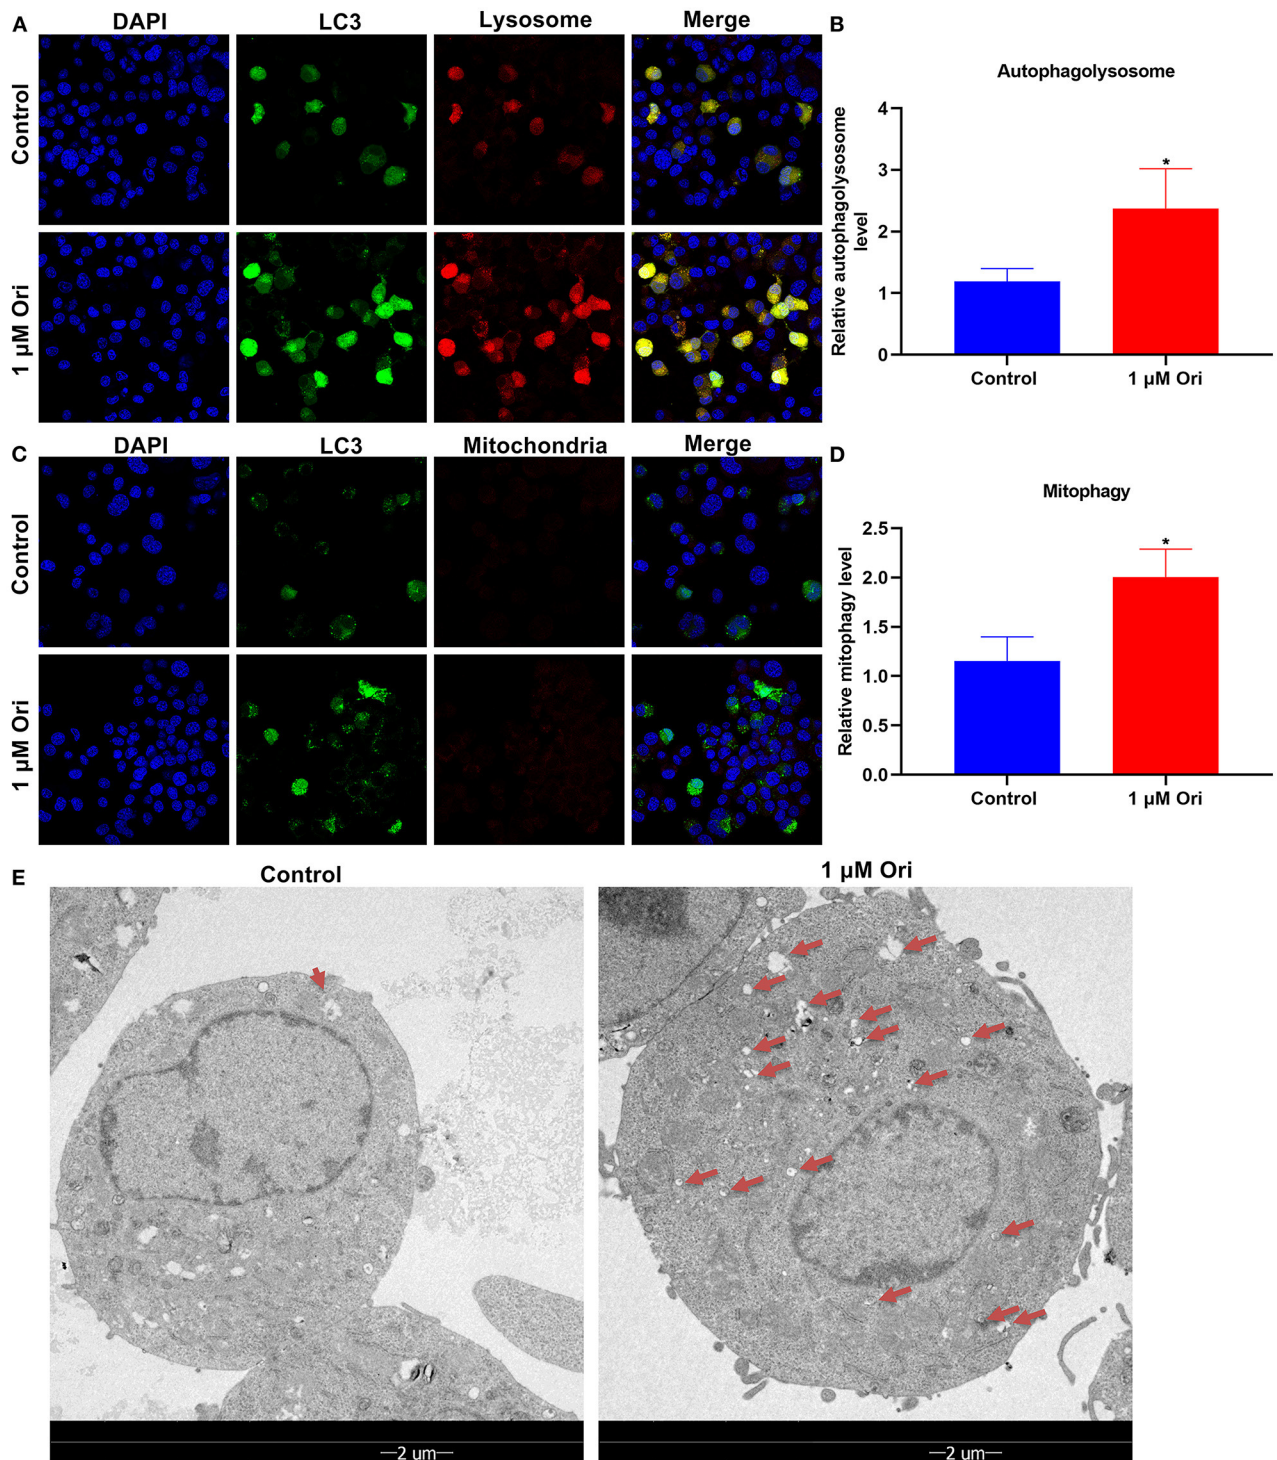 A
DAPI
LC3
Lysosome
Merge
Control
1 µM Ori
B
Autophagolysosome
Relative autophagolysosome
level
4
3
2
1
0
*
Control
1 µM Ori
C
DAPI
LC3
Mitochondria
Merge
Control
1 µM Ori
D
Mitophagy
Relative mitophagy level
2.5
2.0
1.5
1.0
0.5
0.0
*
Control
1 µM Ori
E
Control
1 µM Ori
2 um
2 um